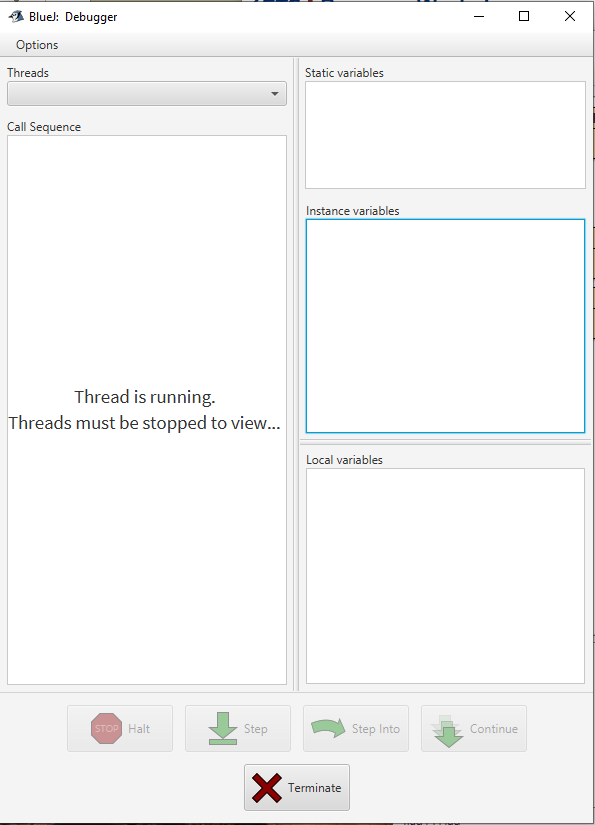 BlueJ: Debugger
Options
Threads
Call Sequence
Thread is running.
Threads must be stopped to view...
Static variables
Instance variables
Local variables
STOP Halt
Step
Step Into
Continue
Terminate